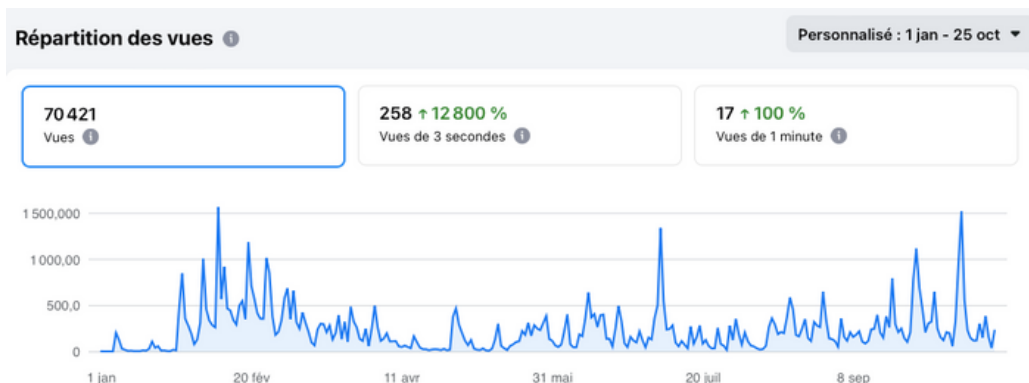 Répartition des vues
Personnalisé : 1 jan - 25 oct
70 421
Vues
258 ↑ 12 800 %
Vues de 3 secondes
17 ↑ 100 %
Vues de 1 minute
1 500,000
1 000,00
500,0
0
1 jan 20 fév 11 avr 31 mai 20 juil 8 sep